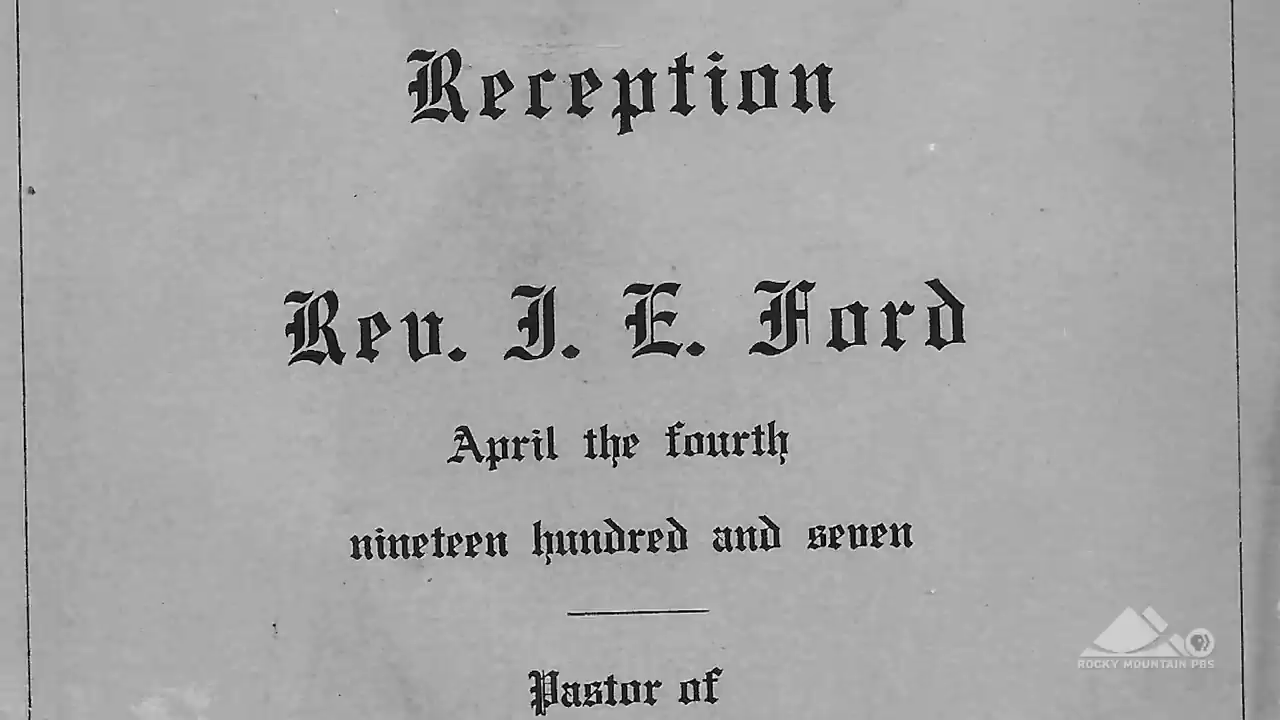 Reception
Rev. J. E. Ford
April the fourth
nineteen hundred and seven
Pastor of
ROCKY MOUNTAIN PBS